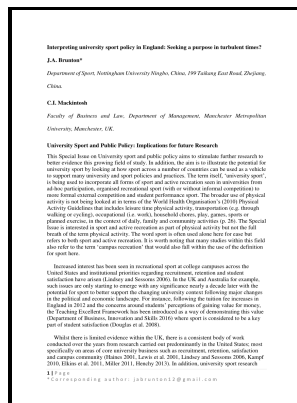 Interpreting university sport policy in England: Seeking a purpose in turbulent times?
J.A. Brunton*
Department of Sport, Nottingham University Ningbo, China, 199 Taikang East Road, Zhejiang,
China.
C.I. Mackintosh
Faculty of Business and Law, Department of Management, Manchester Metropolitan
University, Manchester, UK.
University Sport and Public Policy: Implications for future Research
This Special Issue on University sport and public policy aims to stimulate further research to
better education this growing field of study. In addition, the aim is to illustrate the potential for
university sport by looking at how sport across a number of countries can be used as a vehicle
to support many university policies and practices. The term itself, 'university sport',
is being used to incorporate all forms of sport and active recreation seen in universities from
ad-hoc participation, organised recreational sport (with or without informal competition) to
more formal external competition and student performance sport. The broader use of physical
activity is not being looked at in terms of the World Health Organisation's (2010) Physical
Activity Guidelines that includes leisure time physical activity, transportation (e.g. through
walking or cycling), occupational (i.e. work), household chores, play, games, sports or
planned exercise, in the context of daily, family and community activities (p. 26). The Special
Issue is interested in sport and active recreation as part of physical activity but not the full
breath of the term physical activity. The word sport is often used alone here for ease but
refers to both sport and active recreation. It is worth noting that many studies within this field
also refer to the term 'campus recreation' that would also fall within the use of the definition
for sport here.
Increased interest has been seen in recreational sport at college campuses across the
United States and institutional priorities regarding recruitment, retention and student
satisfaction have arisen (Lindsey and Sessoms 2006). In the UK and Australia for example,
such issues are only starting to emerge with any significance nearly a decade later with the
potential for sport to better support the changing university context following major changes
in the political and economic landscape. For instance, following the tuition fee increases in
England in 2012 and the concerns around students' perceptions of gaining value for money,
the Teaching Excellent Framework has been introduced as a way of demonstrating this value
(Department of Business, Innovation and Skills 2016) where sport is considered to be a key
part of student satisfaction (Douglas et al. 2008).
Whilst there is limited evidence within the UK, there is a consistent body of work
conducted over the years from research carried out predominantly in the United States; most
specifically on areas of core university business such as recruitment, retention, satisfaction
and campus community (Haines 2001, Lewis et al. 2001, Lindsey and Sessoms 2006, Kampf
2010, Elkins et al. 2011, Miller 2011, Henchy 2013). In addition, university sport research
1 | Page
*Corresponding author: jabrunton12@gmail.com